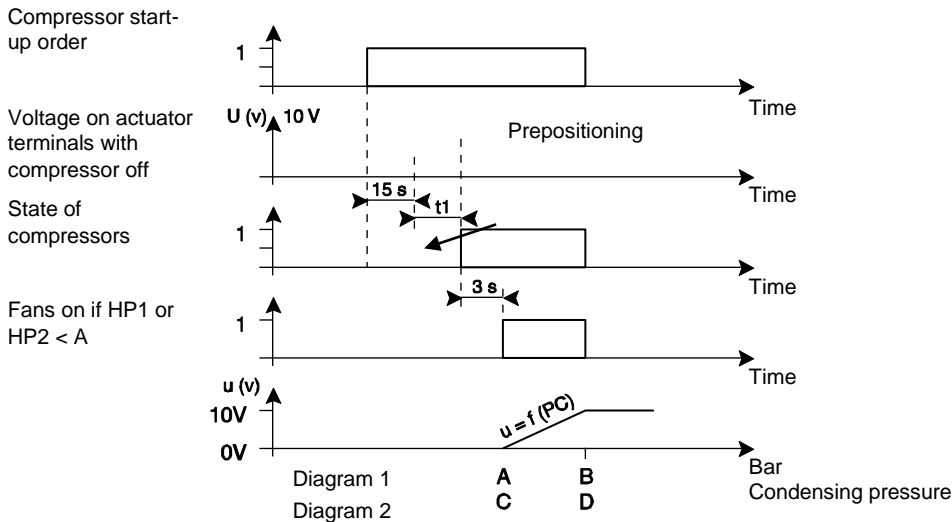 Compressor start-
up order
1
Time
Voltage on actuator
terminals with
compressor off
U (v) 10 V
Prepositioning
Time
15 s
t1
State of
compressors
1
Time
3 s
Fans on if HP1 or
HP2 < A
1
Time
u (v)
10V
0V
u = f (PC)
Bar
Condensing pressure
Diagram 1 A B
Diagram 2 C D